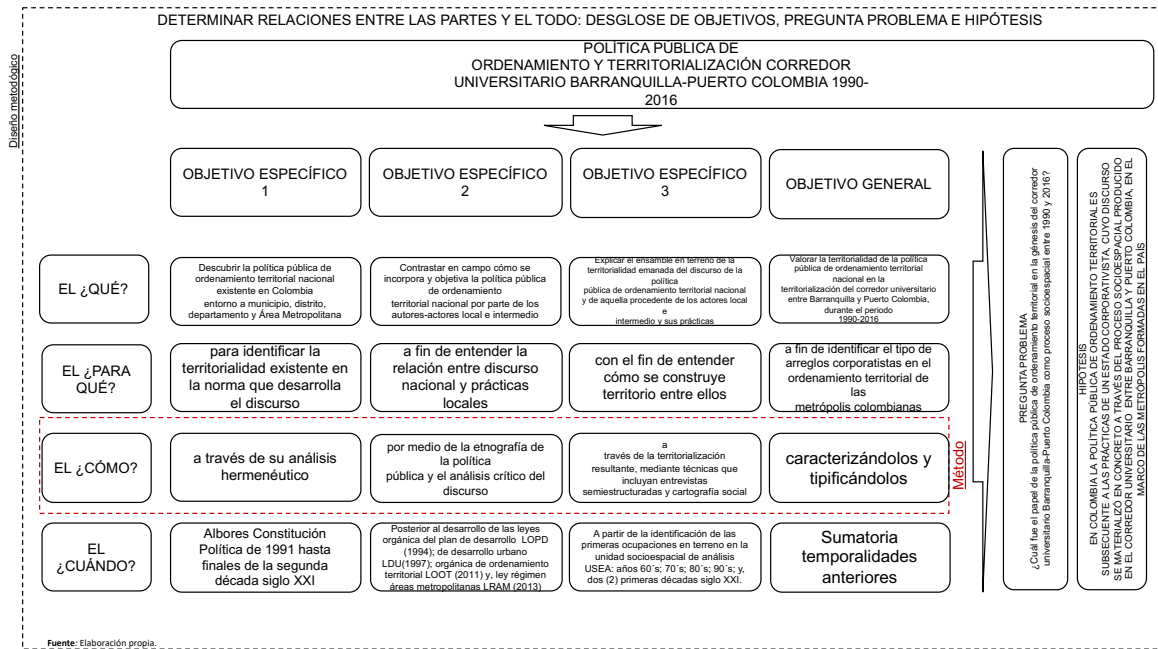 DETERMINAR RELACIONES ENTRE LAS PARTES Y EL TODO: DESGLOSE DE OBJETIVOS, PREGUNTA PROBLEMA E HIPÓTESIS
Diseño metodógico
POLÍTICA PÚBLICA DE
ORDENAMIENTO Y TERRITORIALIZACIÓN CORREDOR
UNIVERSITARIO BARRANQUILLA-PUERTO COLOMBIA 1990-
2016
OBJETIVO ESPECÍFICO
1
OBJETIVO ESPECÍFICO
2
OBJETIVO ESPECÍFICO
3
OBJETIVO GENERAL
EL ¿QUÉ?
Descubrir la política pública de
ordenamiento territorial nacional
existente en Colombia
entorno a municipio, distrito,
departamento y Área Metropolitana
Contrastar en campo cómo se
incorpora y objetiva la política pública
de ordenamiento
territorial nacional por parte de los
autores-actores local e intermedio
Explicar el ensamble en terreno de la
territorialidad emanada del discurso de la
política
pública de ordenamiento territorial nacional
y de aquella procedente de los actores local
e
intermedio y sus prácticas
Valorar la territorialidad de la política
pública de ordenamiento territorial
nacional en la
territorialización del corredor universitario
entre Barranquilla y Puerto Colombia,
durante el periodo
1990-2016
EL ¿PARA
QUÉ?
para identificar la
territorialidad existente en
la norma que desarrolla
el discurso
a fin de entender la
relación entre discurso
nacional y prácticas
locales
con el fin de entender
cómo se construye
territorio entre ellos
a fin de identificar el tipo de
arreglos corporatistas en el
ordenamiento territorial de
las
metrópolis colombianas
EL ¿CÓMO?
a través de su análisis
hermenéutico
por medio de la etnografía de
la política
pública y el análisis crítico del
discurso
a
través de la territorialización
resultante, mediante técnicas que
incluyan entrevistas
semiestructuradas y cartografía social
caracterizándolos y
tipificándolos
Método
EL
¿CUÁNDO?
Albores Constitución
Política de 1991 hasta
finales de la segunda
década siglo XXI
Posterior al desarrollo de las leyes
orgánica del plan de desarrollo LOPD
(1994); de desarrollo urbano
LDU(1997); orgánica de ordenamiento
territorial LOOT (2011) y, ley régimen
áreas metropolitanas LRAM (2013)
A partir de la identificación de las
primeras ocupaciones en terreno en la
unidad socioespacial de análisis
USEA: años 60´s; 70´s; 80´s; 90´s; y,
dos (2) primeras décadas siglo XXI.
Sumatoria
temporalidades
anteriores
PREGUNTA PROBLEMA
¿Cuál fue el papel de la política pública de ordenamiento territorial en la génesis del corredor
universitario Barranquilla-Puerto Colombia como proceso socioespacial entre 1990 y 2016?
HIPÓTESIS
EN COLOMBIA LA POLÍTICA PÚBLICA DE ORDENAMIENTO TERRITORIAL ES
SUBSECUENTE A LAS PRÁCTICAS DE UN ESTADO CORPORATIVISTA, CUYO DISCURSO
SE MATERIALIZÓ EN CONCRETO A TRAVÉS DEL PROCESO SOCIOESPACIAL PRODUCIDO
EN EL CORREDOR UNIVERSITARIO ENTRE BARRANQUILLA Y PUERTO COLOMBIA, EN EL
MARCO DE LAS METRÓPOLIS FORMADAS EN EL PAÍS
Fuente: Elaboración propia.